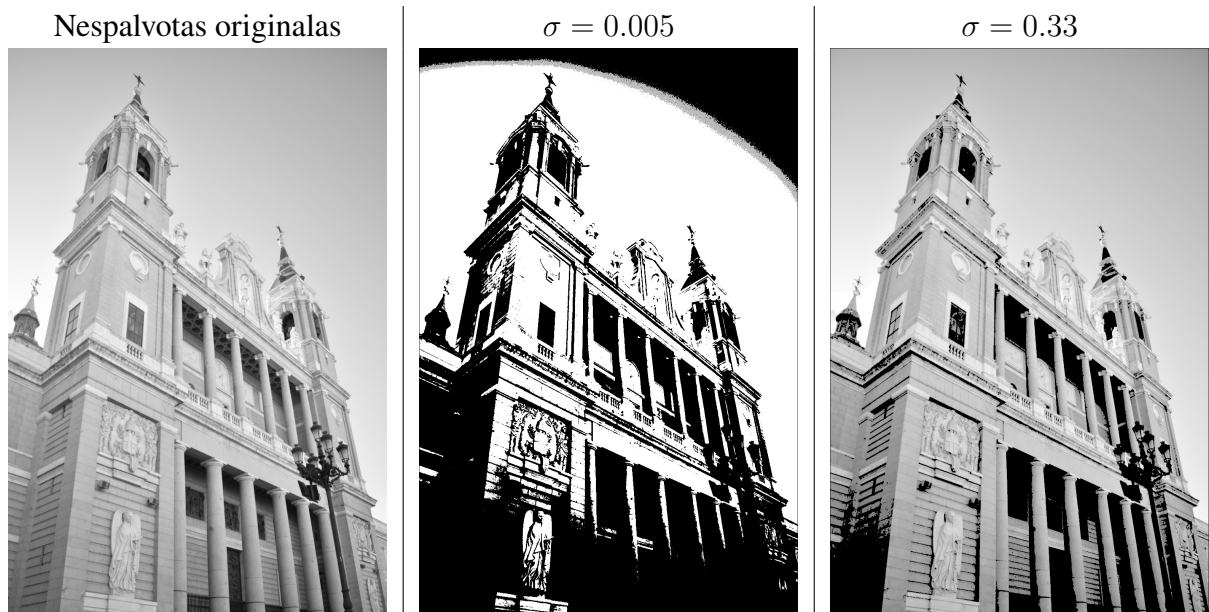 Nespalvotas originalas
σ = 0.005
σ = 0.33